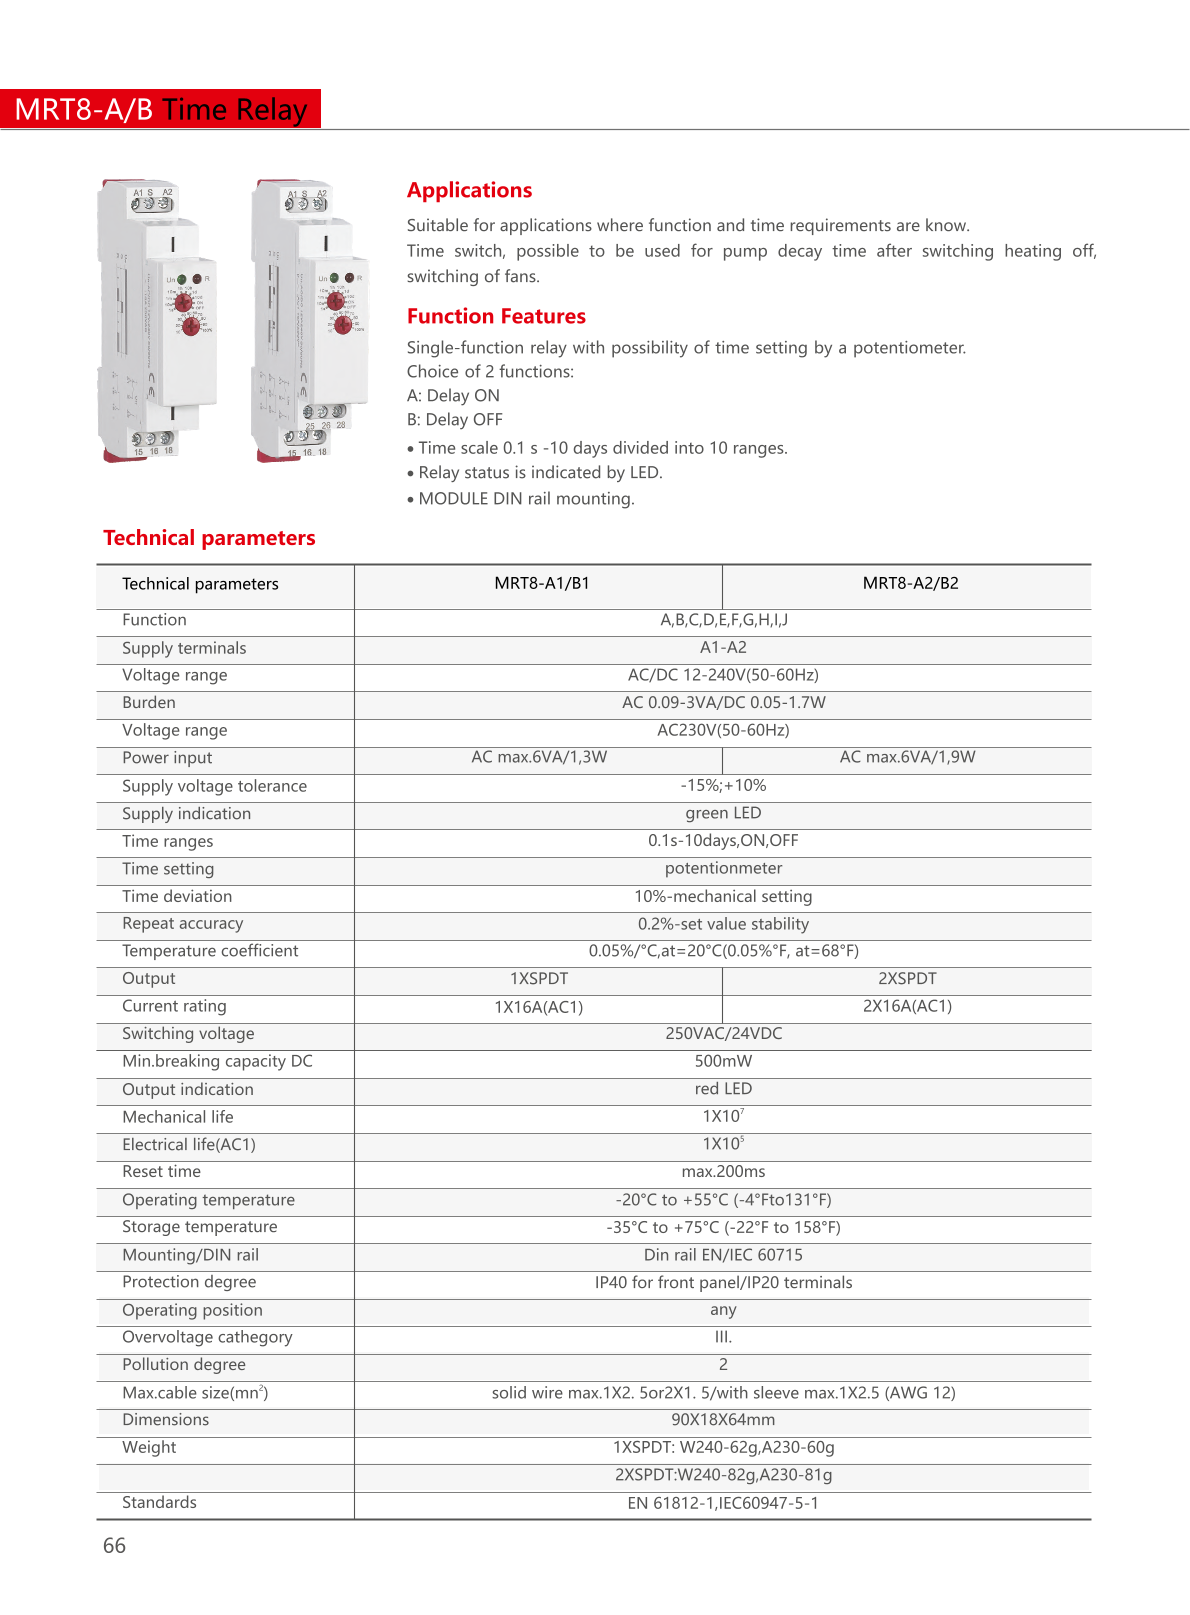 MRT8-A/B Time Relay
A1 S A2
Un R
15 16 18
A1 S A2
Un R
25 26 28
15 16 18
Applications
Suitable for applications where function and time requirements are know.
Time switch, possible to be used for pump decay time after switching heating off,
switching of fans.
Function Features
Single-function relay with possibility of time setting by a potentiometer.
Choice of 2 functions:
A: Delay ON
B: Delay OFF
• Time scale 0.1 s -10 days divided into 10 ranges.
• Relay status is indicated by LED.
• MODULE DIN rail mounting.
Technical parameters
Technical parameters MRT8-A1/B1 MRT8-A2/B2
Function A,B,C,D,E,F,G,H,I,J
Supply terminals A1-A2
Voltage range AC/DC 12-240V(50-60Hz)
Burden AC 0.09-3VA/DC 0.05-1.7W
Voltage range AC230V(50-60Hz)
Power input AC max.6VA/1,3W AC max.6VA/1,9W
Supply voltage tolerance -15%;+10%
Supply indication green LED
Time ranges 0.1s-10days,ON,OFF
Time setting potentionmeter
Time deviation 10%-mechanical setting
Repeat accuracy 0.2%-set value stability
Temperature coefficient 0.05%/°C,at=20°C(0.05%°F, at=68°F)
Output 1XSPDT 2XSPDT
Current rating 1X16A(AC1) 2X16A(AC1)
Switching voltage 250VAC/24VDC
Min.breaking capacity DC 500mW
Output indication red LED
Mechanical life 1X10⁷
Electrical life(AC1) 1X10⁵
Reset time max.200ms
Operating temperature -20°C to +55°C (-4°Fto131°F)
Storage temperature -35°C to +75°C (-22°F to 158°F)
Mounting/DIN rail Din rail EN/IEC 60715
Protection degree IP40 for front panel/IP20 terminals
Operating position any
Overvoltage cathegory III.
Pollution degree 2
Max.cable size(mn²) solid wire max.1X2. 5or2X1. 5/with sleeve max.1X2.5 (AWG 12)
Dimensions 90X18X64mm
Weight 1XSPDT: W240-62g,A230-60g
2XSPDT:W240-82g,A230-81g
Standards EN 61812-1,IEC60947-5-1
66